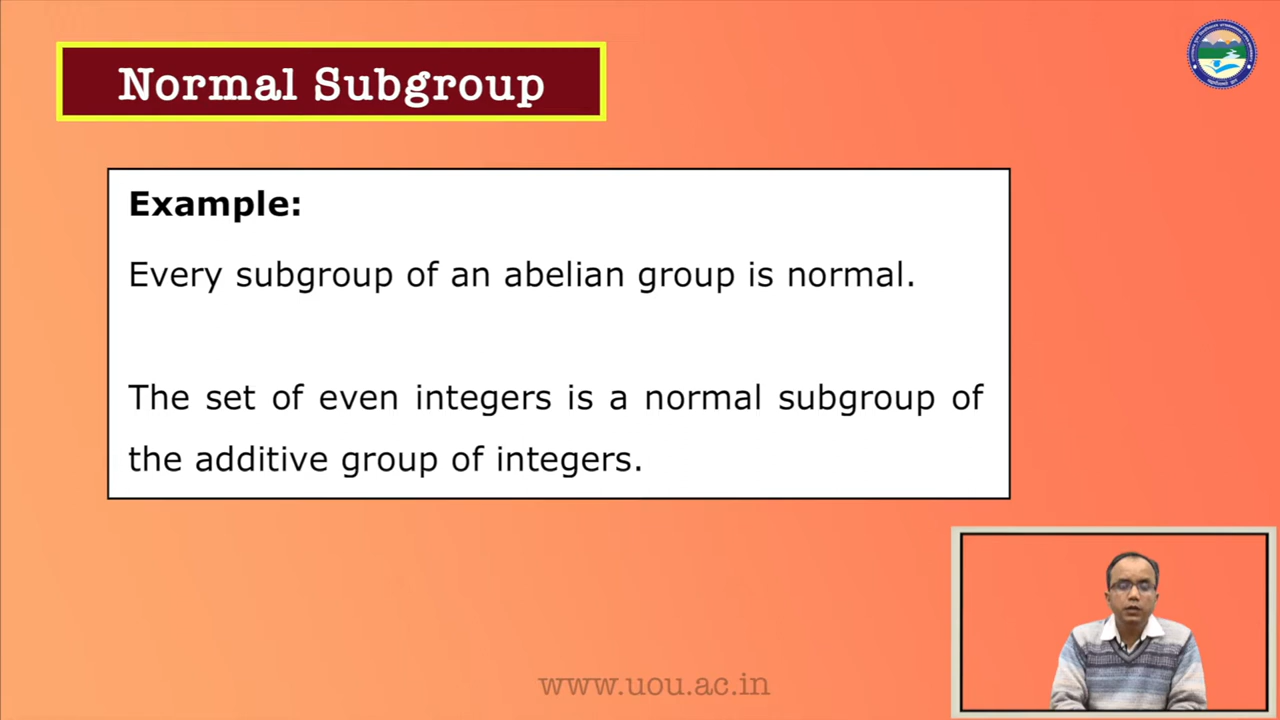 Normal Subgroup
Example:
Every subgroup of an abelian group is normal.
The set of even integers is a normal subgroup of
the additive group of integers.
www.uou.ac.in